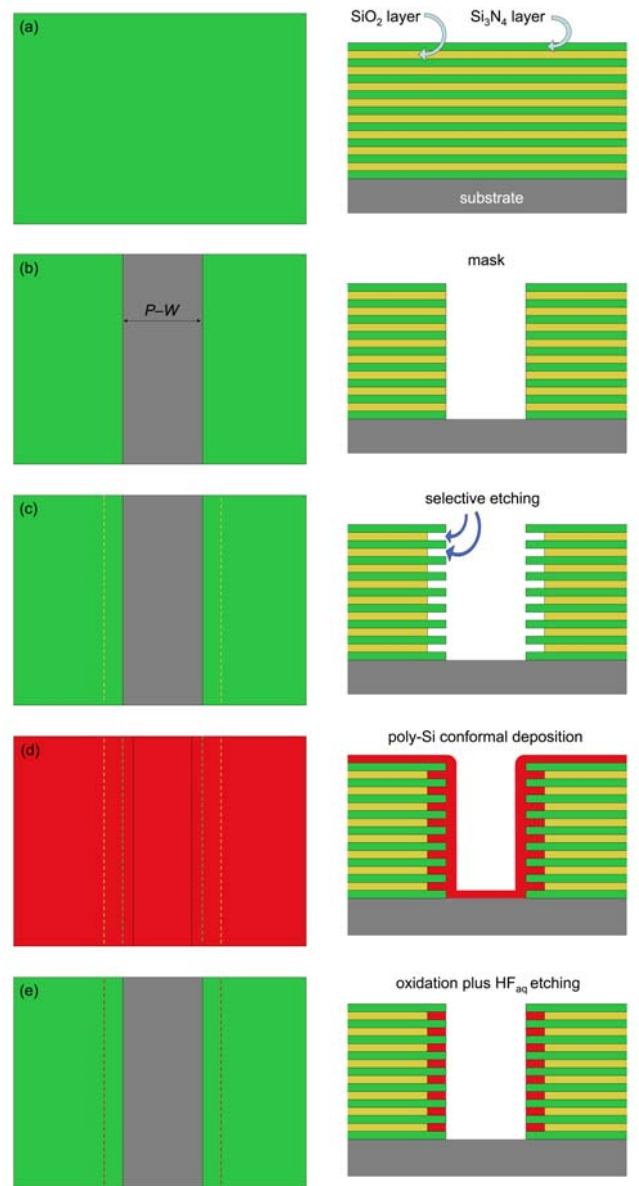 (a)
SiO₂ layer
Si₃N₄ layer
substrate
(b)
P–W
mask
(c)
selective etching
(d)
poly-Si conformal deposition
(e)
oxidation plus HFaq etching